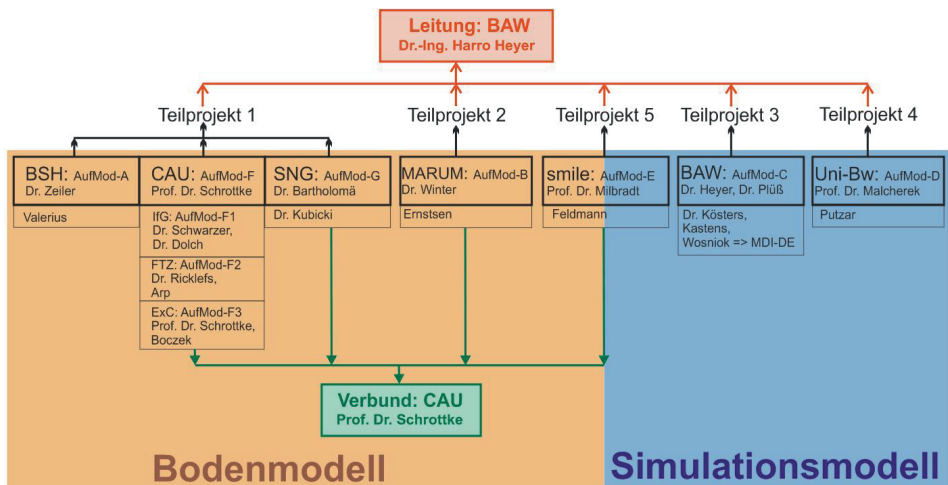 Leitung: BAW
Dr.-Ing. Harro Heyer
Teilprojekt 1
Teilprojekt 2
Teilprojekt 5
Teilprojekt 3
Teilprojekt 4
BSH: AufMod-A
Dr. Zeiler
Valerius
CAU: AufMod-F
Prof. Dr. Schrottke
IfG: AufMod-F1
Dr. Schwarzer,
Dr. Dolch
FTZ: AufMod-F2
Dr. Ricklefs,
Arp
ExC: AufMod-F3
Prof. Dr. Schrottke,
Boczek
SNG: AufMod-G
Dr. Bartholomä
Dr. Kubicki
MARUM: AufMod-B
Dr. Winter
Ernstsen
smile: AufMod-E
Prof. Dr. Milbradt
Feldmann
BAW: AufMod-C
Dr. Heyer, Dr. Plüß
Dr. Kösters,
Kastens,
Wosniok => MDI-DE
Uni-Bw: AufMod-D
Prof. Dr. Malcherek
Putzar
Verbund: CAU
Prof. Dr. Schrottke
Bodenmodell
Simulationsmodell